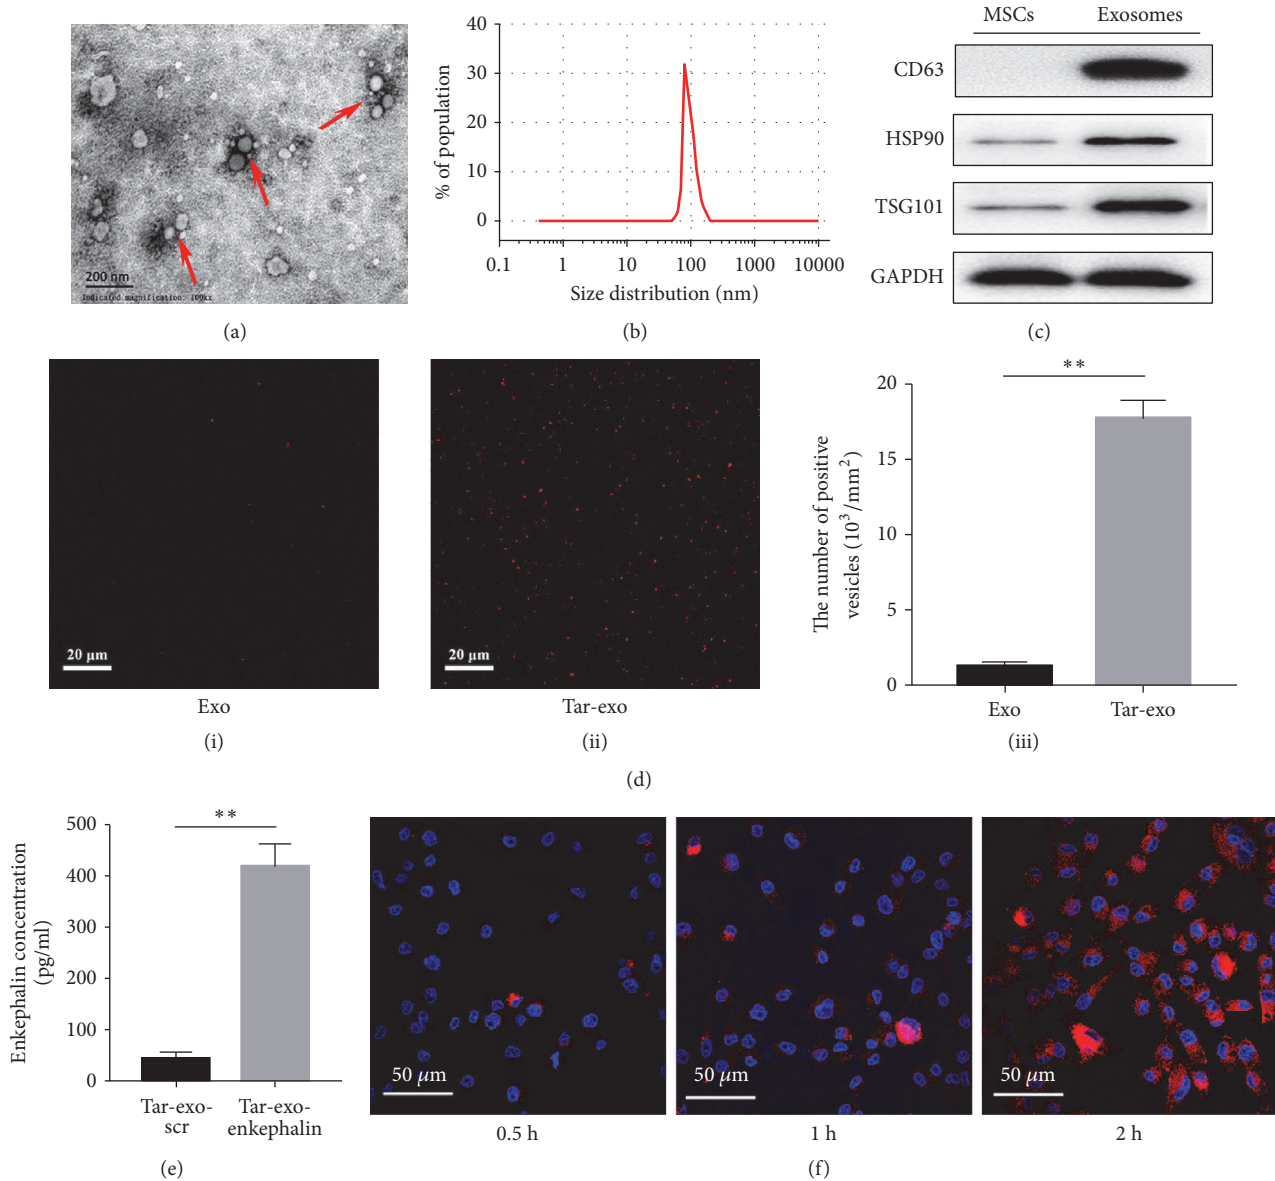 200 nm
Indicated magnification: 100kx
(a)
% of population
40
30
20
10
0
0.1 1 10 100 1000 10000
Size distribution (nm)
(b)
MSCs Exosomes
CD63
HSP90
TSG101
GAPDH
(c)
20 μm
Exo
(i)
20 μm
Tar-exo
(ii)
The number of positive
vesicles (10³/mm²)
20
15
10
5
0
**
Exo Tar-exo
(iii)
(d)
Enkephalin concentration
(pg/ml)
500
400
300
200
100
0
**
Tar-exo-
scr
Tar-exo-
enkephalin
(e)
50 μm
0.5 h
50 μm
1 h
50 μm
2 h
(f)